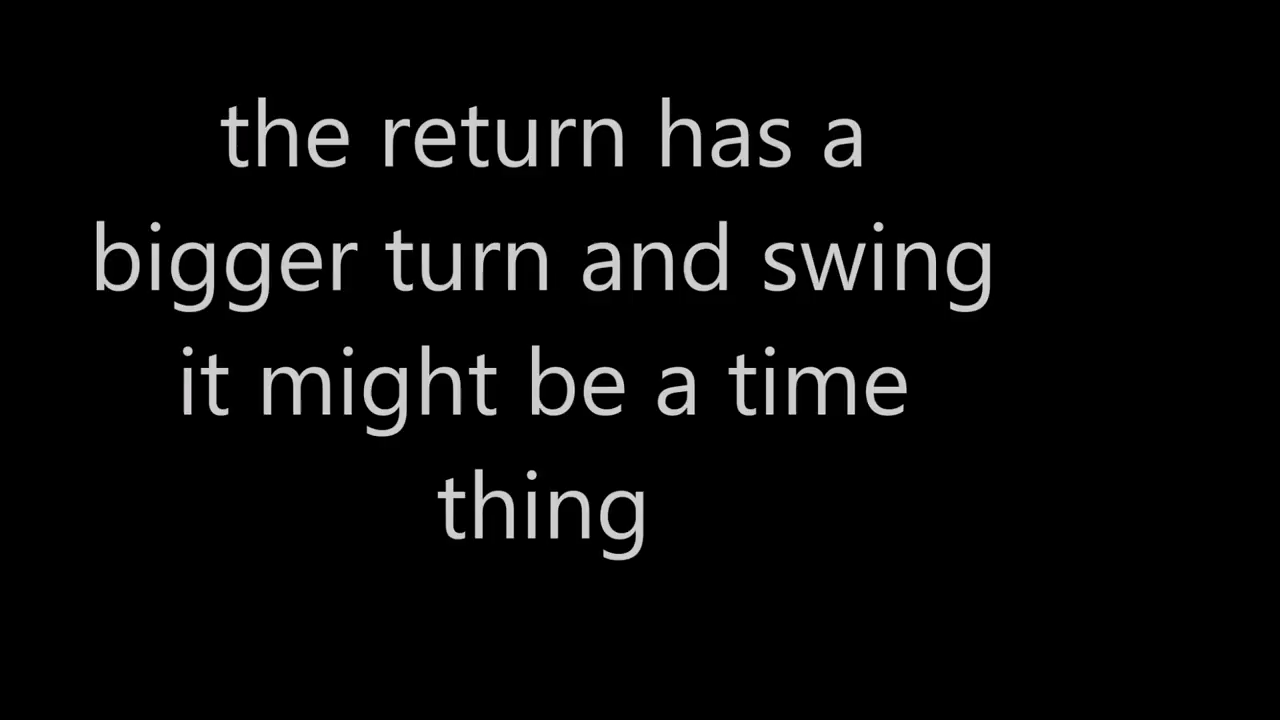 the return has a
bigger turn and swing
it might be a time
thing